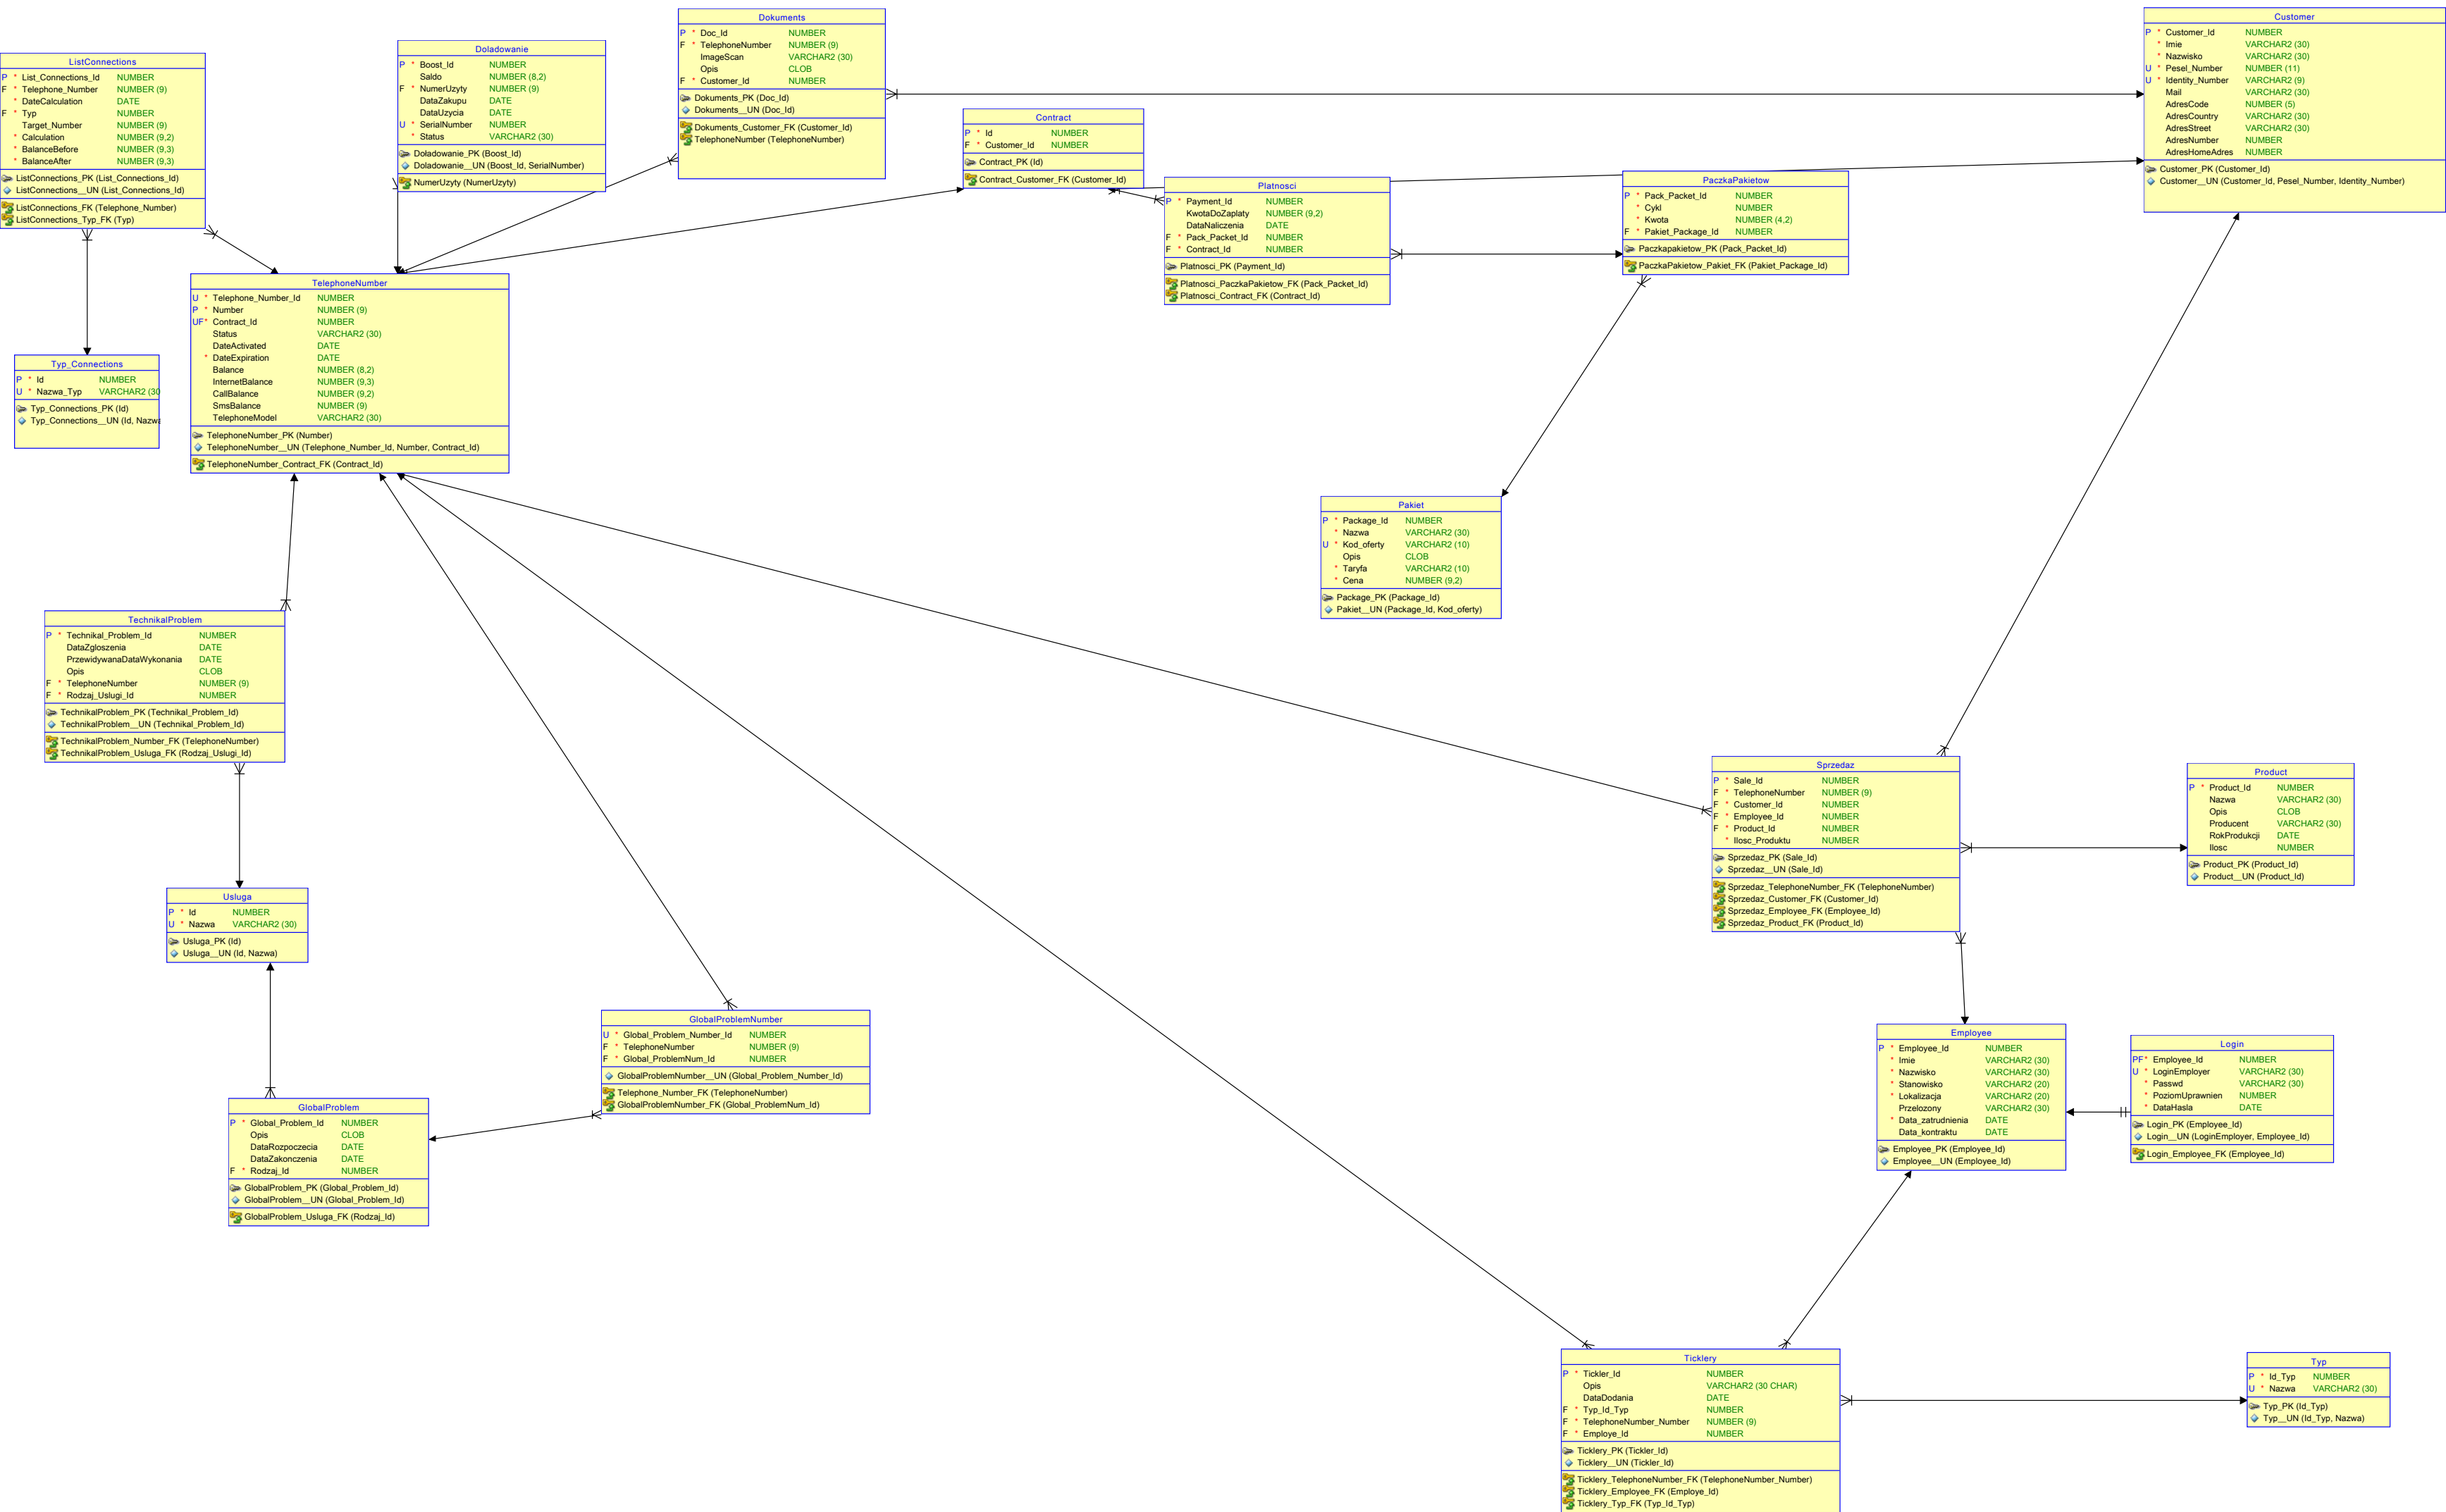 ListConnections
P * List_Connections_Id NUMBER
F * Telephone_Number NUMBER (9)
* DateCalculation DATE
F * Typ NUMBER
Target_Number NUMBER (9)
* Calculation NUMBER (9,2)
* BalanceBefore NUMBER (9,3)
* BalanceAfter NUMBER (9,3)
ListConnections_PK (List_Connections_Id)
ListConnections__UN (List_Connections_Id)
ListConnections_FK (Telephone_Number)
ListConnections_Typ_FK (Typ)
Doladowanie
P * Boost_Id NUMBER
Saldo NUMBER (8,2)
F * NumerUzyty NUMBER (9)
DataZakupu DATE
DataUzycia DATE
U * SerialNumber NUMBER
* Status VARCHAR2 (30)
Doładowanie_PK (Boost_Id)
Doladowanie__UN (Boost_Id, SerialNumber)
NumerUzyty (NumerUzyty)
Dokuments
P * Doc_Id NUMBER
F * TelephoneNumber NUMBER (9)
ImageScan VARCHAR2 (30)
Opis CLOB
F * Customer_Id NUMBER
Dokuments_PK (Doc_Id)
Dokuments__UN (Doc_Id)
Dokuments_Customer_FK (Customer_Id)
TelephoneNumber (TelephoneNumber)
Contract
P * Id NUMBER
F * Customer_Id NUMBER
Contract_PK (Id)
Contract_Customer_FK (Customer_Id)
Platnosci
P * Payment_Id NUMBER
KwotaDoZaplaty NUMBER (9,2)
DataNaliczenia DATE
F * Pack_Packet_Id NUMBER
F * Contract_Id NUMBER
Platnosci_PK (Payment_Id)
Platnosci_PaczkaPakietow_FK (Pack_Packet_Id)
Platnosci_Contract_FK (Contract_Id)
PaczkaPakietow
P * Pack_Packet_Id NUMBER
* Cykl NUMBER
* Kwota NUMBER (4,2)
F * Pakiet_Package_Id NUMBER
Paczkapakietow_PK (Pack_Packet_Id)
PaczkaPakietow_Pakiet_FK (Pakiet_Package_Id)
Customer
P * Customer_Id NUMBER
* Imie VARCHAR2 (30)
* Nazwisko VARCHAR2 (30)
U * Pesel_Number NUMBER (11)
U * Identity_Number VARCHAR2 (9)
Mail VARCHAR2 (30)
AdresCode NUMBER (5)
AdresCountry VARCHAR2 (30)
AdresStreet VARCHAR2 (30)
AdresNumber NUMBER
AdresHomeAdres NUMBER
Customer_PK (Customer_Id)
Customer__UN (Customer_Id, Pesel_Number, Identity_Number)
TelephoneNumber
U * Telephone_Number_Id NUMBER
P * Number NUMBER (9)
UF* Contract_Id NUMBER
Status VARCHAR2 (30)
DateActivated DATE
* DateExpiration DATE
Balance NUMBER (8,2)
InternetBalance NUMBER (9,3)
CallBalance NUMBER (9,2)
SmsBalance NUMBER (9)
TelephoneModel VARCHAR2 (30)
TelephoneNumber_PK (Number)
TelephoneNumber__UN (Telephone_Number_Id, Number, Contract_Id)
TelephoneNumber_Contract_FK (Contract_Id)
Typ_Connections
P * Id NUMBER
U * Nazwa_Typ VARCHAR2 (30
Typ_Connections_PK (Id)
Typ_Connections__UN (Id, Nazwa
Pakiet
P * Package_Id NUMBER
* Nazwa VARCHAR2 (30)
U * Kod_oferty VARCHAR2 (10)
Opis CLOB
* Taryfa VARCHAR2 (10)
* Cena NUMBER (9,2)
Package_PK (Package_Id)
Pakiet__UN (Package_Id, Kod_oferty)
TechnikalProblem
P * Technikal_Problem_Id NUMBER
DataZgloszenia DATE
PrzewidywanaDataWykonania DATE
Opis CLOB
F * TelephoneNumber NUMBER (9)
F * Rodzaj_Uslugi_Id NUMBER
TechnikalProblem_PK (Technikal_Problem_Id)
TechnikalProblem__UN (Technikal_Problem_Id)
TechnikalProblem_Number_FK (TelephoneNumber)
TechnikalProblem_Usluga_FK (Rodzaj_Uslugi_Id)
Sprzedaz
P * Sale_Id NUMBER
F * TelephoneNumber NUMBER (9)
F * Customer_Id NUMBER
F * Employee_Id NUMBER
F * Product_Id NUMBER
* Ilosc_Produktu NUMBER
Sprzedaz_PK (Sale_Id)
Sprzedaz__UN (Sale_Id)
Sprzedaz_TelephoneNumber_FK (TelephoneNumber)
Sprzedaz_Customer_FK (Customer_Id)
Sprzedaz_Employee_FK (Employee_Id)
Sprzedaz_Product_FK (Product_Id)
Product
P * Product_Id NUMBER
Nazwa VARCHAR2 (30)
Opis CLOB
Producent VARCHAR2 (30)
RokProdukcji DATE
Ilosc NUMBER
Product_PK (Product_Id)
Product__UN (Product_Id)
Usluga
P * Id NUMBER
U * Nazwa VARCHAR2 (30)
Usluga_PK (Id)
Usluga__UN (Id, Nazwa)
GlobalProblemNumber
U * Global_Problem_Number_Id NUMBER
F * TelephoneNumber NUMBER (9)
F * Global_ProblemNum_Id NUMBER
GlobalProblemNumber__UN (Global_Problem_Number_Id)
Telephone_Number_FK (TelephoneNumber)
GlobalProblemNumber_FK (Global_ProblemNum_Id)
GlobalProblem
P * Global_Problem_Id NUMBER
Opis CLOB
DataRozpoczecia DATE
DataZakonczenia DATE
F * Rodzaj_Id NUMBER
GlobalProblem_PK (Global_Problem_Id)
GlobalProblem__UN (Global_Problem_Id)
GlobalProblem_Usluga_FK (Rodzaj_Id)
Employee
P * Employee_Id NUMBER
* Imie VARCHAR2 (30)
* Nazwisko VARCHAR2 (30)
* Stanowisko VARCHAR2 (20)
* Lokalizacja VARCHAR2 (20)
Przelozony VARCHAR2 (30)
* Data_zatrudnienia DATE
Data_kontraktu DATE
Employee_PK (Employee_Id)
Employee__UN (Employee_Id)
Login
PF* Employee_Id NUMBER
U * LoginEmployer VARCHAR2 (30)
* Passwd VARCHAR2 (30)
* PoziomUprawnien NUMBER
* DataHasla DATE
Login_PK (Employee_Id)
Login__UN (LoginEmployer, Employee_Id)
Login_Employee_FK (Employee_Id)
Ticklery
P * Tickler_Id NUMBER
Opis VARCHAR2 (30 CHAR)
DataDodania DATE
F * Typ_Id_Typ NUMBER
F * TelephoneNumber_Number NUMBER (9)
F * Employe_Id NUMBER
Ticklery_PK (Tickler_Id)
Ticklery__UN (Tickler_Id)
Ticklery_TelephoneNumber_FK (TelephoneNumber_Number)
Ticklery_Employee_FK (Employe_Id)
Ticklery_Typ_FK (Typ_Id_Typ)
Typ
P * Id_Typ NUMBER
U * Nazwa VARCHAR2 (30)
Typ_PK (Id_Typ)
Typ__UN (Id_Typ, Nazwa)